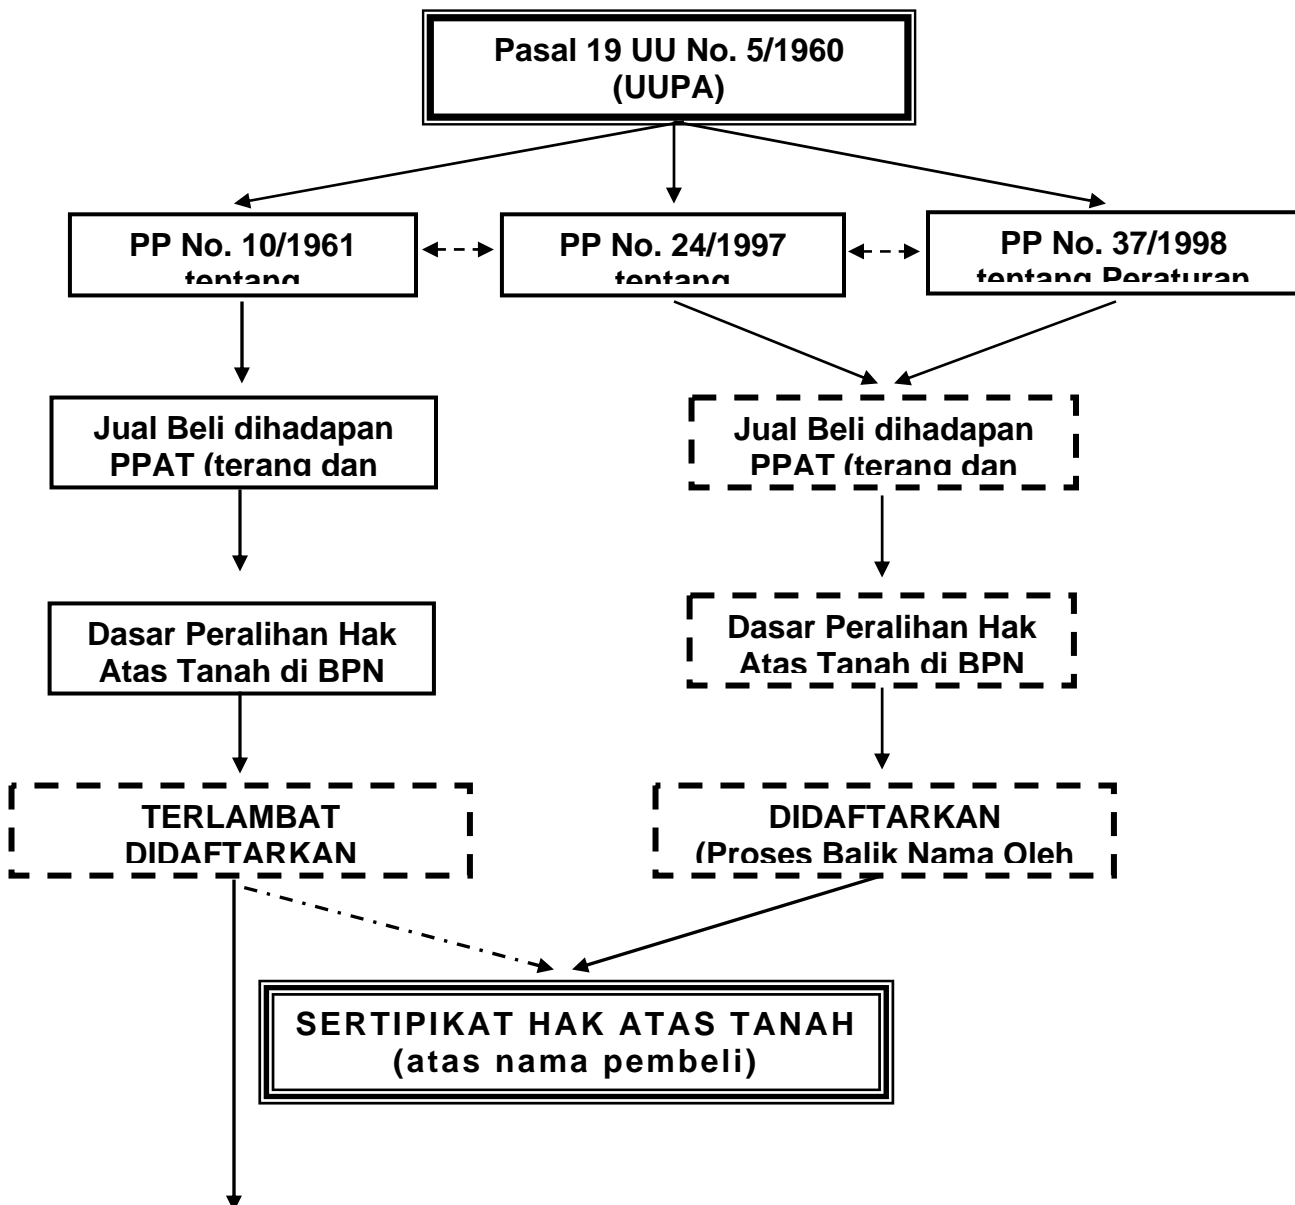 Pasal 19 UU No. 5/1960
(UUPA)
PP No. 10/1961
tentang
PP No. 24/1997
tentang
PP No. 37/1998
tentang Peraturan
Jual Beli dihadapan
PPAT (terang dan
Jual Beli dihadapan
PPAT (terang dan
Dasar Peralihan Hak
Atas Tanah di BPN
Dasar Peralihan Hak
Atas Tanah di BPN
TERLAMBAT
DIDAFTARKAN
DIDAFTARKAN
(Proses Balik Nama Oleh
SERTIPIKAT HAK ATAS TANAH
(atas nama pembeli)